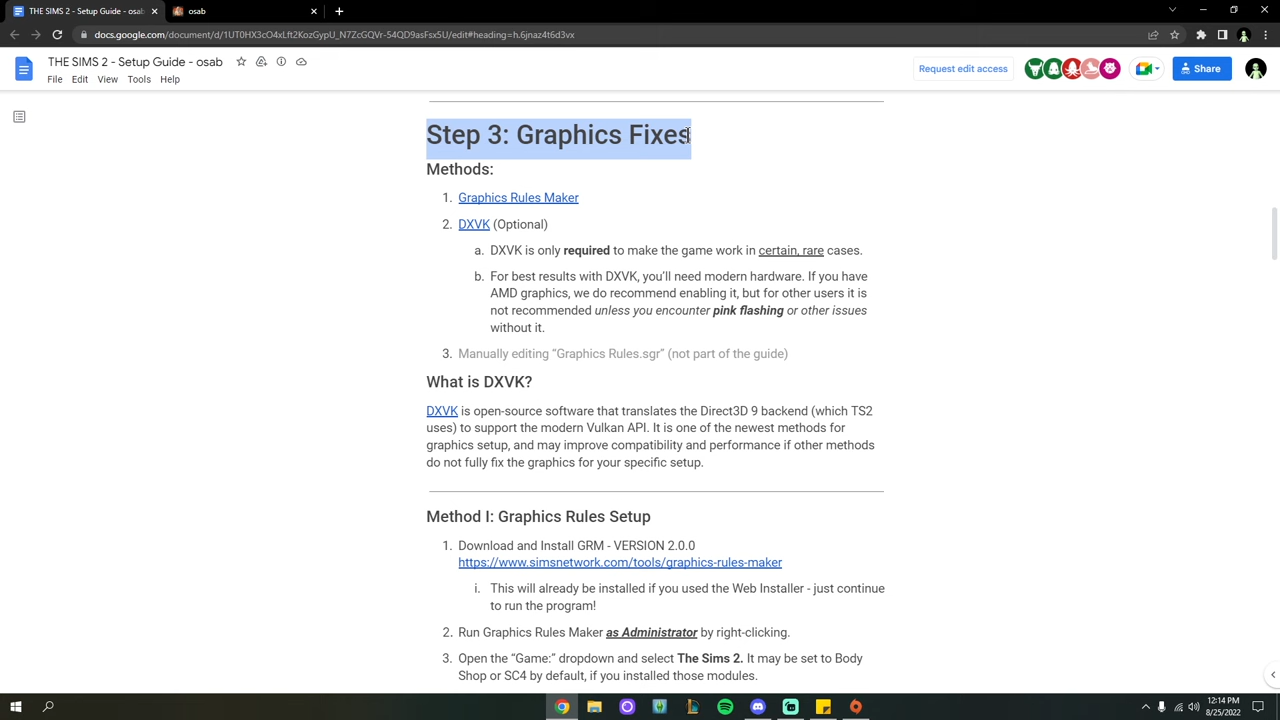 THE SIMS 2 - Setup Guide - osab
osab
docs.google.com/document/d/1UT0HX3cO4xLft2KozGypU_N7ZcGQVr-54QD9asFsx5U/edit#heading=h.6jnaz4t6d3vx
THE SIMS 2 - Setup Guide - osab
File Edit View Tools Help
Request edit access
Share
Step 3: Graphics Fixes
Methods:
1. Graphics Rules Maker
2. DXVK (Optional)
a. DXVK is only required to make the game work in certain, rare cases.
b. For best results with DXVK, you'll need modern hardware. If you have
AMD graphics, we do recommend enabling it, but for other users it is
not recommended unless you encounter pink flashing or other issues
without it.
3. Manually editing “Graphics Rules.sgr” (not part of the guide)
What is DXVK?
DXVK is open-source software that translates the Direct3D 9 backend (which TS2
uses) to support the modern Vulkan API. It is one of the newest methods for
graphics setup, and may improve compatibility and performance if other methods
do not fully fix the graphics for your specific setup.
Method I: Graphics Rules Setup
1. Download and Install GRM - VERSION 2.0.0
https://www.simsnetwork.com/tools/graphics-rules-maker
i. This will already be installed if you used the Web Installer - just continue
to run the program!
2. Run Graphics Rules Maker as Administrator by right-clicking.
3. Open the “Game:” dropdown and select The Sims 2. It may be set to Body
Shop or SC4 by default, if you installed those modules.
12:14 PM
8/25/2022